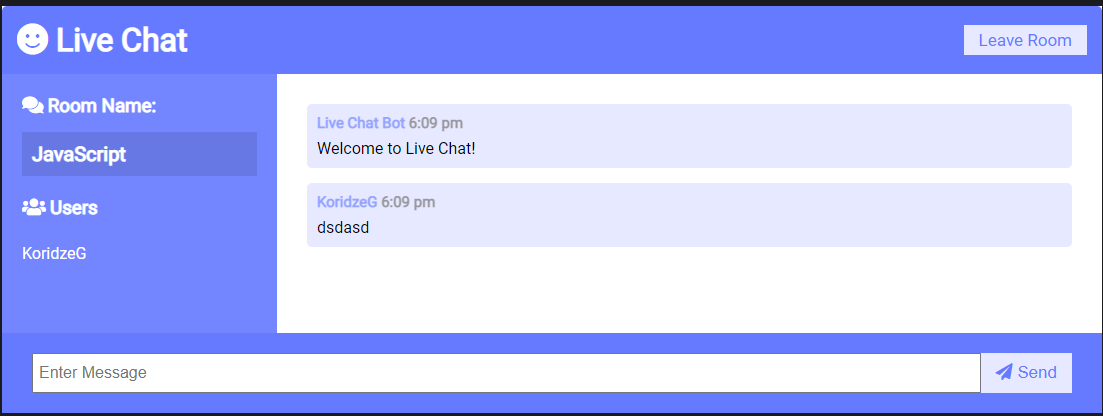 Live Chat
Leave Room
Room Name:
JavaScript
Users
KoridzeG
Live Chat Bot 6:09 pm
Welcome to Live Chat!
KoridzeG 6:09 pm
dsdasd
Enter Message
Send